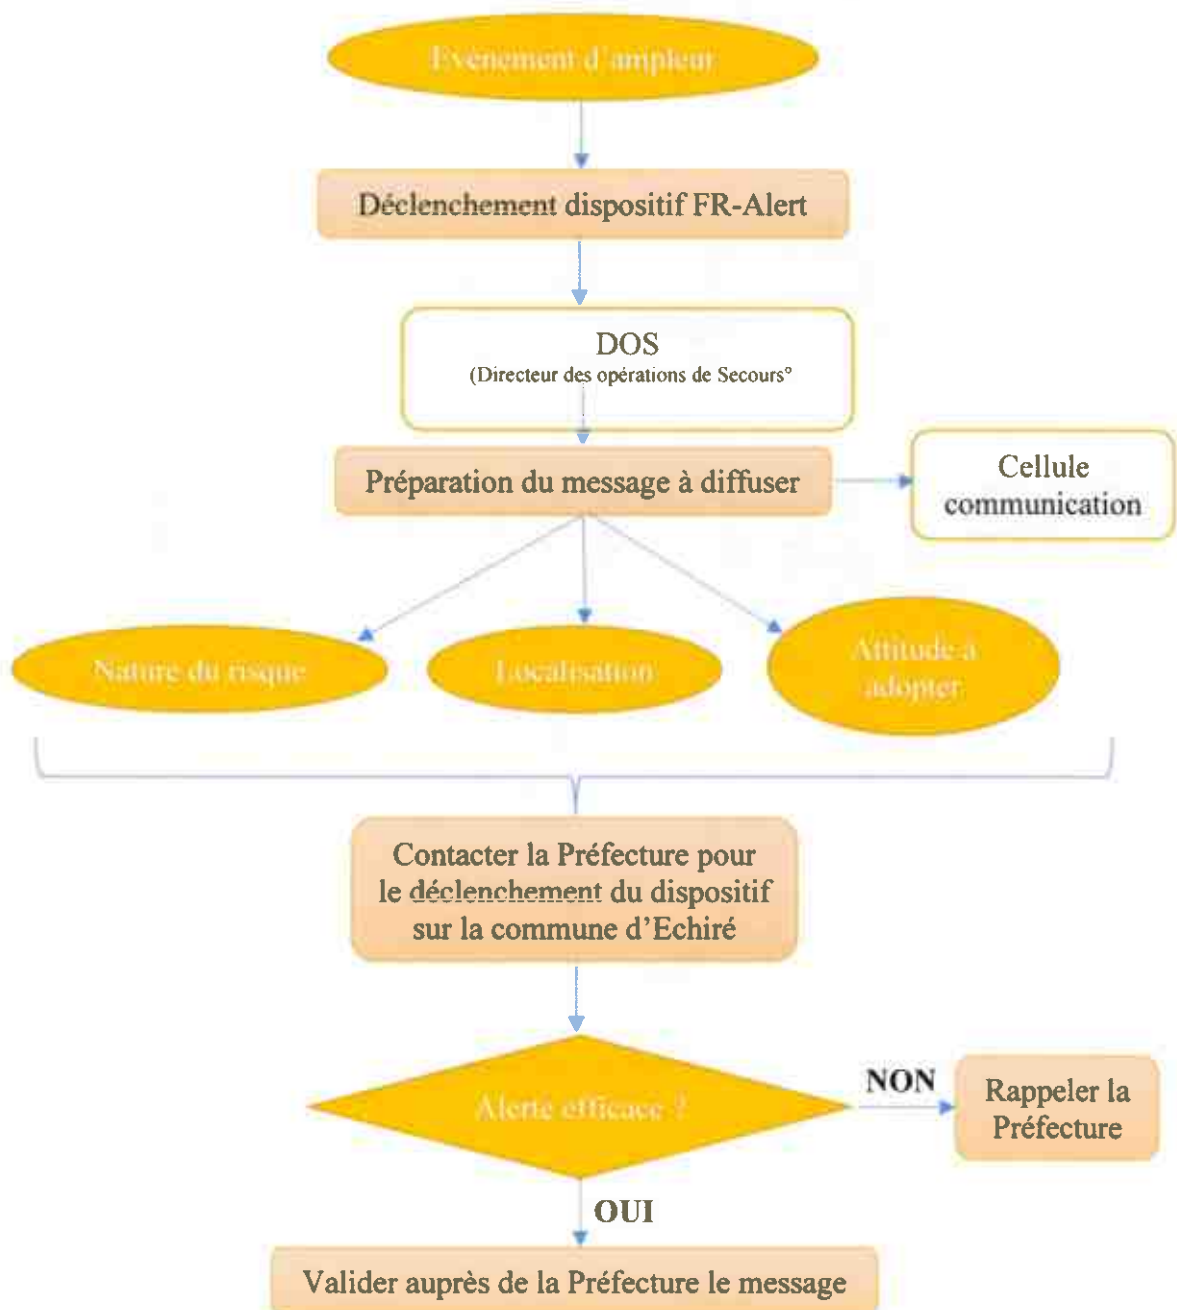 Evènement d'ampleur
Déclenchement dispositif FR-Alert
DOS
(Directeur des opérations de Secours°
Préparation du message à diffuser
Cellule
communication
Nature du risque
Localisation
Attitude à
adopter
Contacter la Préfecture pour
le déclenchement du dispositif
sur la commune d'Echiré
Alerte efficace ?
NON
Rappeler la
Préfecture
OUI
Valider auprès de la Préfecture le message